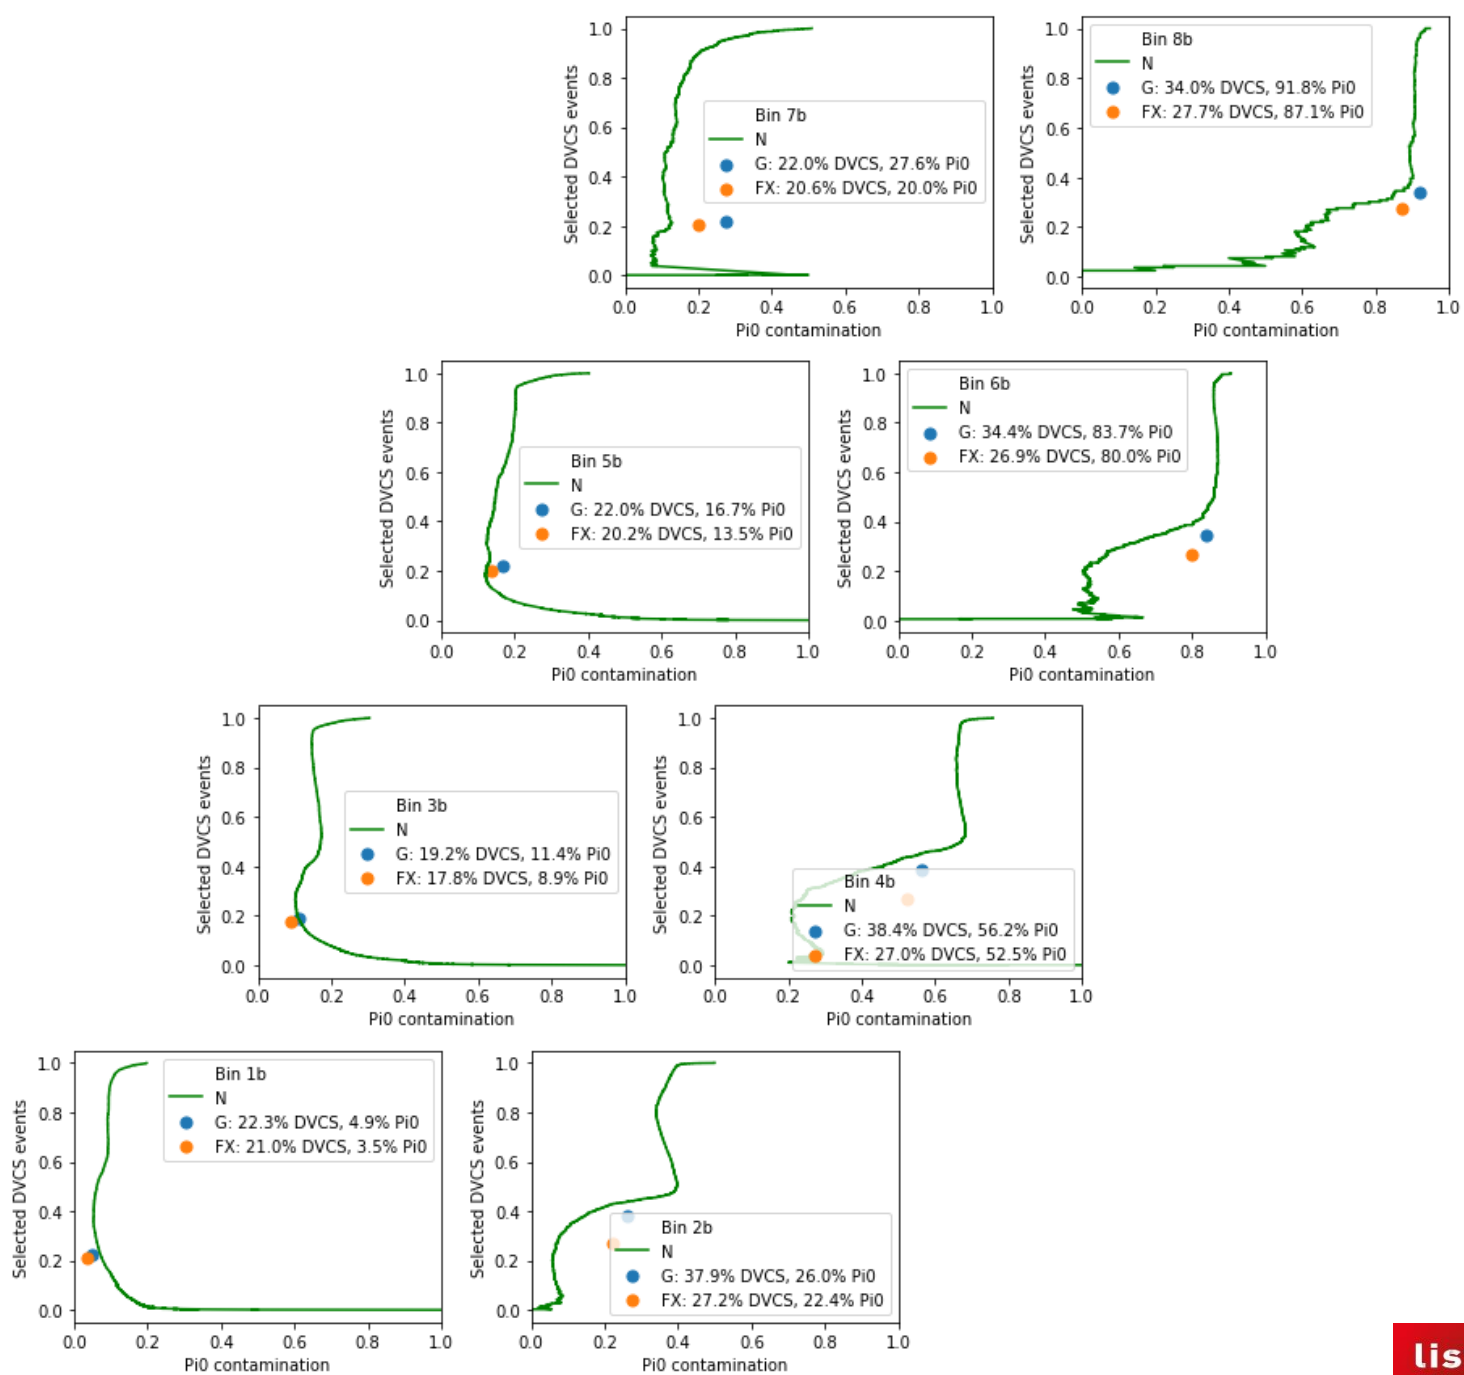 Selected DVCS events
1.0
0.8
0.6
0.4
0.2
0.0
Bin 7b
N
G: 22.0% DVCS, 27.6% Pi0
FX: 20.6% DVCS, 20.0% Pi0
0.0 0.2 0.4 0.6 0.8 1.0
Pi0 contamination
Selected DVCS events
1.0
0.8
0.6
0.4
0.2
0.0
Bin 8b
N
G: 34.0% DVCS, 91.8% Pi0
FX: 27.7% DVCS, 87.1% Pi0
0.0 0.2 0.4 0.6 0.8 1.0
Pi0 contamination
Selected DVCS events
1.0
0.8
0.6
0.4
0.2
0.0
Bin 5b
N
G: 22.0% DVCS, 16.7% Pi0
FX: 20.2% DVCS, 13.5% Pi0
0.0 0.2 0.4 0.6 0.8 1.0
Pi0 contamination
Selected DVCS events
1.0
0.8
0.6
0.4
0.2
0.0
Bin 6b
N
G: 34.4% DVCS, 83.7% Pi0
FX: 26.9% DVCS, 80.0% Pi0
0.0 0.2 0.4 0.6 0.8 1.0
Pi0 contamination
Selected DVCS events
1.0
0.8
0.6
0.4
0.2
0.0
Bin 3b
N
G: 19.2% DVCS, 11.4% Pi0
FX: 17.8% DVCS, 8.9% Pi0
0.0 0.2 0.4 0.6 0.8 1.0
Pi0 contamination
Selected DVCS events
1.0
0.8
0.6
0.4
0.2
0.0
Bin 4b
N
G: 38.4% DVCS, 56.2% Pi0
FX: 27.0% DVCS, 52.5% Pi0
0.0 0.2 0.4 0.6 0.8 1.0
Pi0 contamination
Selected DVCS events
1.0
0.8
0.6
0.4
0.2
0.0
Bin 1b
N
G: 22.3% DVCS, 4.9% Pi0
FX: 21.0% DVCS, 3.5% Pi0
0.0 0.2 0.4 0.6 0.8 1.0
Pi0 contamination
Selected DVCS events
1.0
0.8
0.6
0.4
0.2
0.0
Bin 2b
N
G: 37.9% DVCS, 26.0% Pi0
FX: 27.2% DVCS, 22.4% Pi0
0.0 0.2 0.4 0.6 0.8 1.0
Pi0 contamination
lis